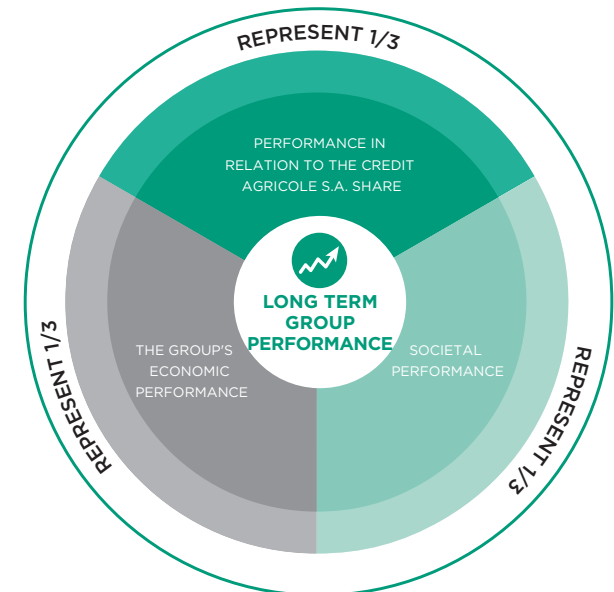 REPRESENT 1/3
PERFORMANCE IN
RELATION TO THE CREDIT
AGRICOLE S.A. SHARE
LONG TERM
GROUP
PERFORMANCE
THE GROUP'S
ECONOMIC
PERFORMANCE
SOCIETAL
PERFORMANCE
REPRESENT 1/3
REPRESENT 1/3